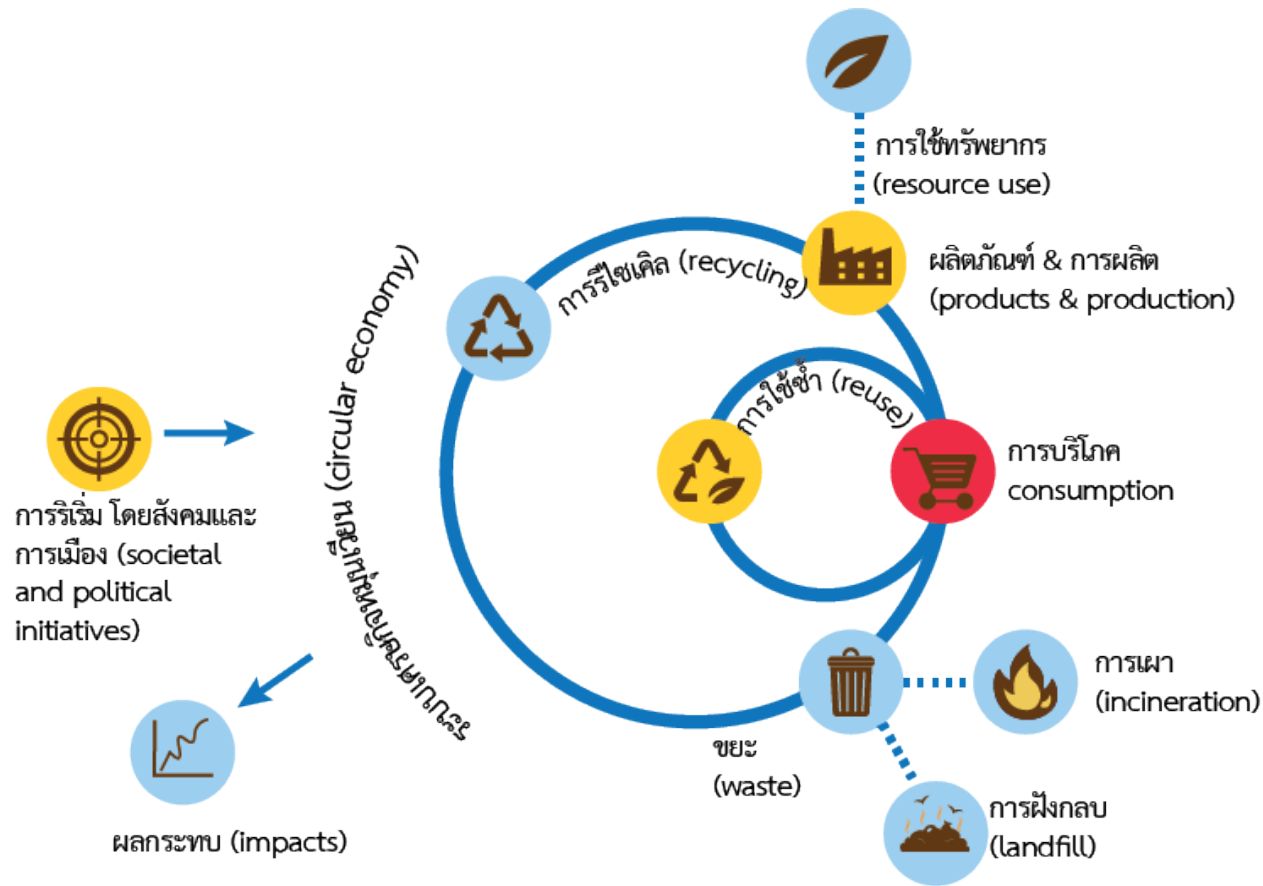 การใช้ทรัพยากร
(resource use)
ผลิตภัณฑ์ & การผลิต
(products & production)
การรีไซเคิล (recycling)
ระบบเศรษฐกิจหมุนเวียน (circular economy)
การใช้ซ้ำ (reuse)
การบริโภค
consumption
การริเริ่ม โดยสังคมและ
การเมือง (societal
and political
initiatives)
การเผา
(incineration)
ขยะ
(waste)
การฝังกลบ
(landfill)
ผลกระทบ (impacts)